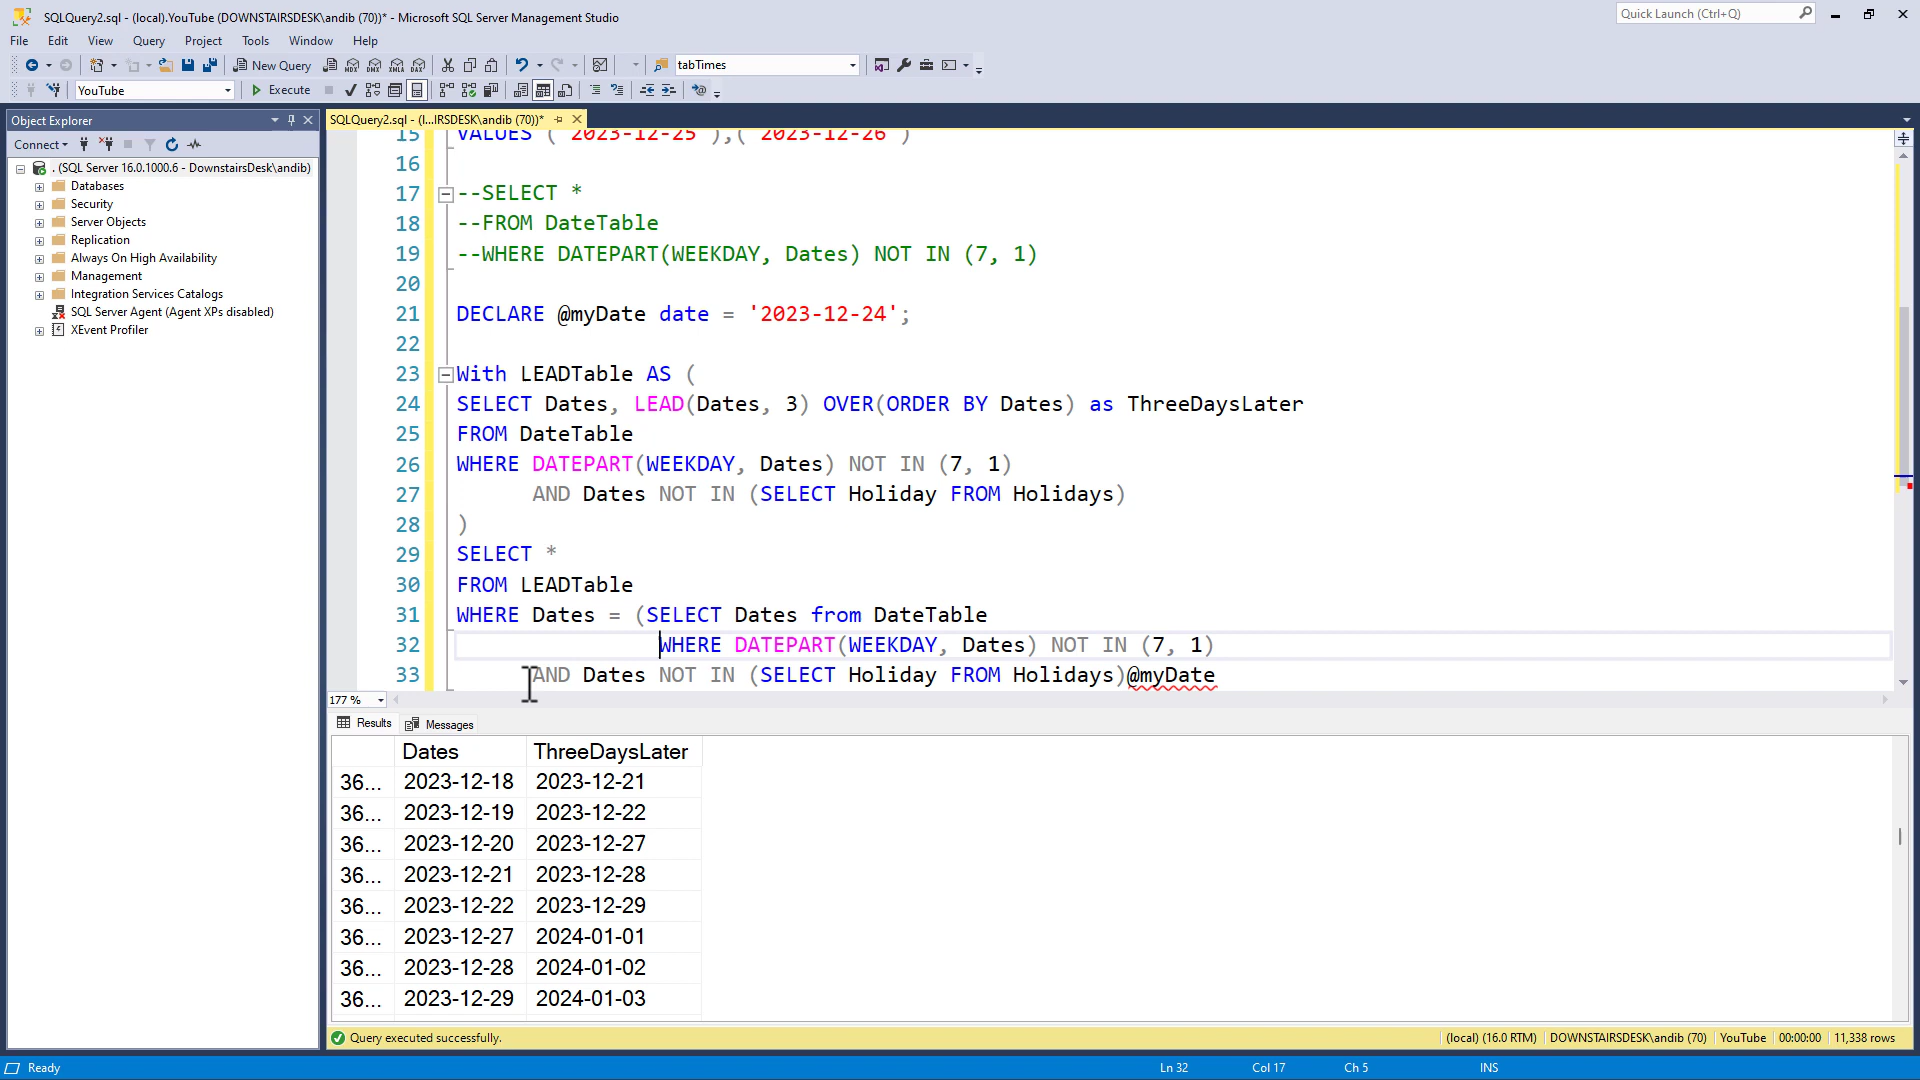 SQLQuery2.sql - (local).YouTube (DOWNSTAIRSDESK\andib (70))* - Microsoft SQL Server Management Studio
Quick Launch (Ctrl+Q)
File Edit View Query Project Tools Window Help
New Query
tabTimes
YouTube
Execute
Object Explorer
SQLQuery2.sql - (l...IRSDESK\andib (70))*
Connect
. (SQL Server 16.0.1000.6 - DownstairsDesk\andib)
Databases
Security
Server Objects
Replication
Always On High Availability
Management
Integration Services Catalogs
SQL Server Agent (Agent XPs disabled)
XEvent Profiler
15 VALUES ('2023-12-25'),('2023-12-26')
16
17 --SELECT *
18 --FROM DateTable
19 --WHERE DATEPART(WEEKDAY, Dates) NOT IN (7, 1)
20
21 DECLARE @myDate date = '2023-12-24';
22
23 With LEADTable AS (
24 SELECT Dates, LEAD(Dates, 3) OVER(ORDER BY Dates) as ThreeDaysLater
25 FROM DateTable
26 WHERE DATEPART(WEEKDAY, Dates) NOT IN (7, 1)
27 AND Dates NOT IN (SELECT Holiday FROM Holidays)
28 )
29 SELECT *
30 FROM LEADTable
31 WHERE Dates = (SELECT Dates from DateTable
32 WHERE DATEPART(WEEKDAY, Dates) NOT IN (7, 1)
33 AND Dates NOT IN (SELECT Holiday FROM Holidays)@myDate
177 %
Results Messages
Dates ThreeDaysLater
36... 2023-12-18 2023-12-21
36... 2023-12-19 2023-12-22
36... 2023-12-20 2023-12-27
36... 2023-12-21 2023-12-28
36... 2023-12-22 2023-12-29
36... 2023-12-27 2024-01-01
36... 2023-12-28 2024-01-02
36... 2023-12-29 2024-01-03
Query executed successfully.
(local) (16.0 RTM) DOWNSTAIRSDESK\andib (70) YouTube 00:00:00 11,338 rows
Ready
Ln 32 Col 17 Ch 5 INS